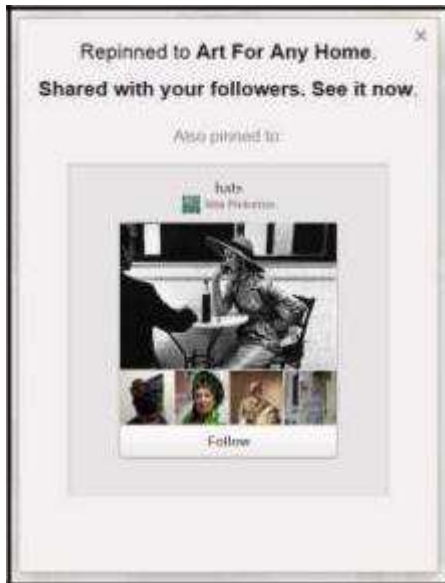 Repinned to Art For Any Home.
Shared with your followers. See it now.
Also pinned to
hats
Follow